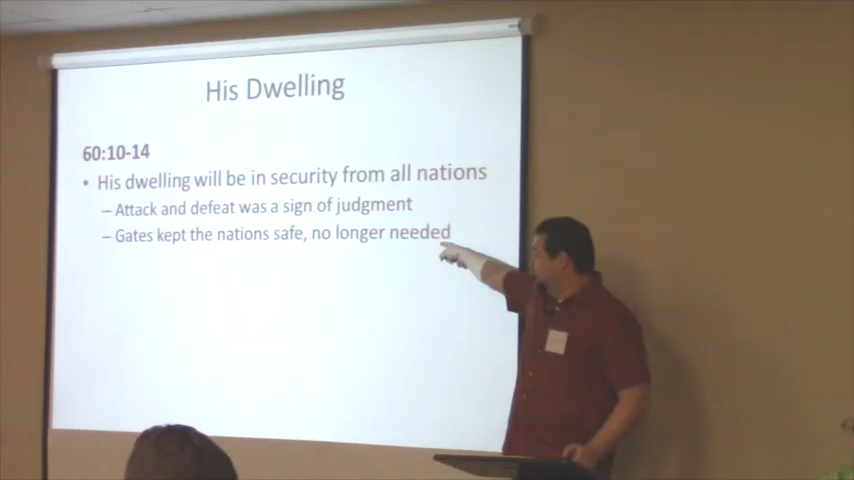 His Dwelling
60:10-14
• His dwelling will be in security from all nations
– Attack and defeat was a sign of judgment
– Gates kept the nations safe, no longer needed